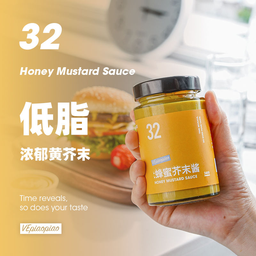 32
Honey Mustard Sauce
低脂
浓郁黄芥末
Time reveals,
so does your taste
VEpiaopiao
32
蜂蜜芥末酱
HONEY MUSTARD SAUCE